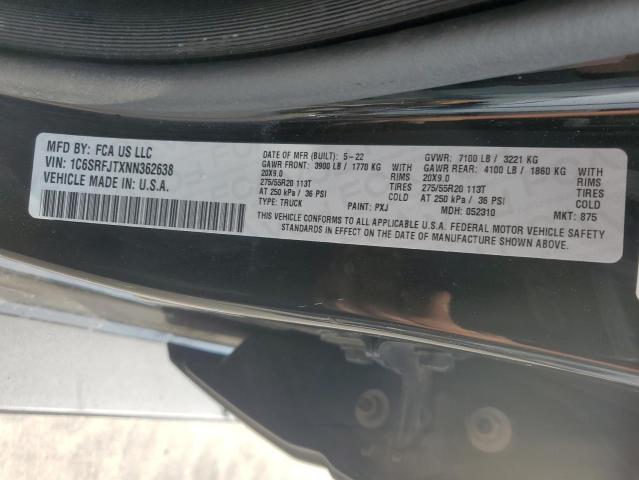 MFD BY: FCA US LLC
VIN: 1C6SRFJTXNN362638
VEHICLE MADE IN U.S.A.
DATE OF MFR (BUILT): 5-22 GVWR: 7100 LB / 3221 KG
GAWR FRONT: 3900 LB / 1770 KG WITH GAWR REAR: 4100 LB / 1860 KG WITH
20X9.0 RIMS 20X9.0 RIMS
275/55R20 113T TIRES 275/55R20 113T TIRES
AT 250 kPa / 36 PSI COLD AT 250 kPa / 36 PSI COLD
TYPE: TRUCK PAINT: PXJ MDH: 052310 MKT: 875
THIS VEHICLE CONFORMS TO ALL APPLICABLE U.S.A. FEDERAL MOTOR VEHICLE SAFETY
STANDARDS IN EFFECT ON THE DATE OF MANUFACTURE SHOWN ABOVE.